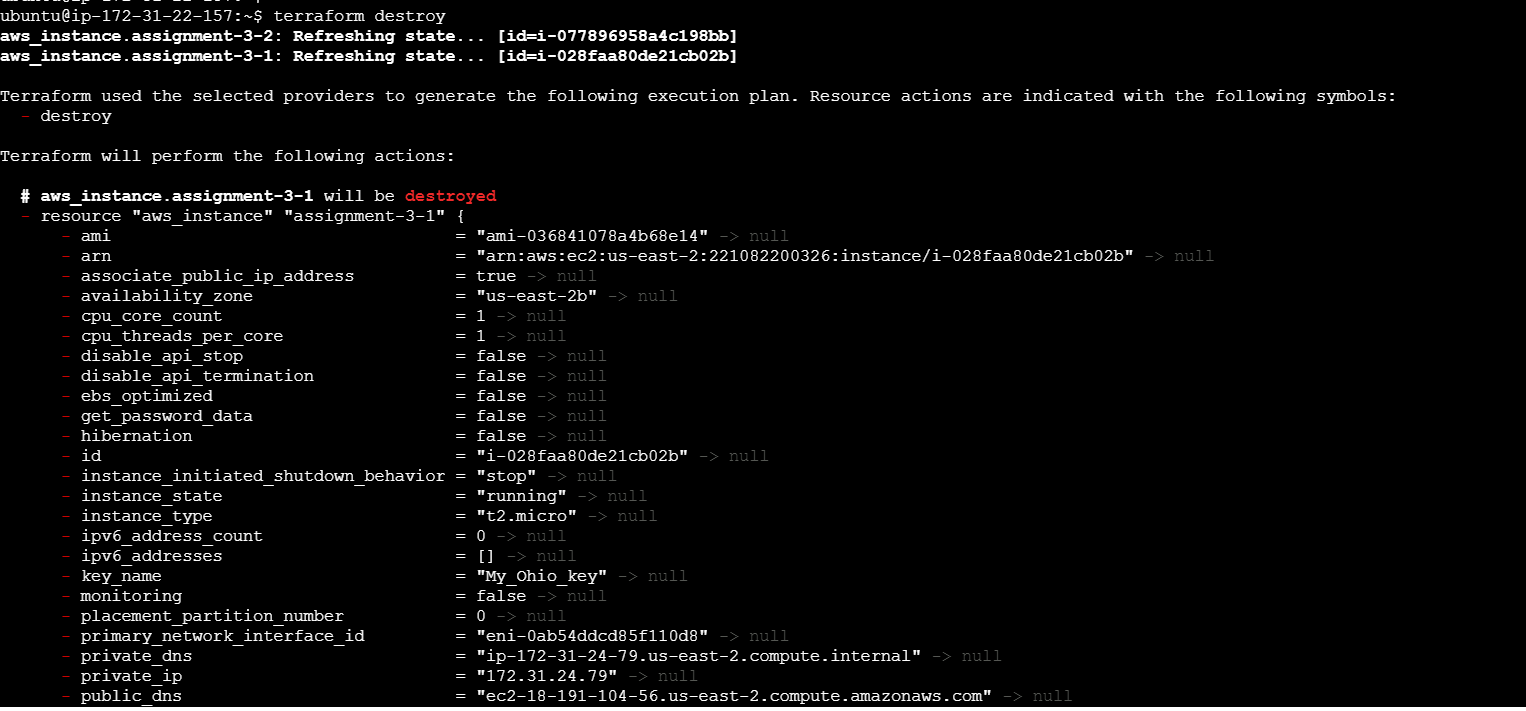 ubuntu@ip-172-31-22-157:~$ terraform destroy
aws_instance.assignment-3-2: Refreshing state... [id=i-077896958a4c198bb]
aws_instance.assignment-3-1: Refreshing state... [id=i-028faa80de21cb02b]
Terraform used the selected providers to generate the following execution plan. Resource actions are indicated with the following symbols:
- destroy
Terraform will perform the following actions:
# aws_instance.assignment-3-1 will be destroyed
- resource "aws_instance" "assignment-3-1" {
- ami = "ami-036841078a4b68e14" -> null
- arn = "arn:aws:ec2:us-east-2:221082200326:instance/i-028faa80de21cb02b" -> null
- associate_public_ip_address = true -> null
- availability_zone = "us-east-2b" -> null
- cpu_core_count = 1 -> null
- cpu_threads_per_core = 1 -> null
- disable_api_stop = false -> null
- disable_api_termination = false -> null
- ebs_optimized = false -> null
- get_password_data = false -> null
- hibernation = false -> null
- id = "i-028faa80de21cb02b" -> null
- instance_initiated_shutdown_behavior = "stop" -> null
- instance_state = "running" -> null
- instance_type = "t2.micro" -> null
- ipv6_address_count = 0 -> null
- ipv6_addresses = [] -> null
- key_name = "My_Ohio_key" -> null
- monitoring = false -> null
- placement_partition_number = 0 -> null
- primary_network_interface_id = "eni-0ab54ddcd85f110d8" -> null
- private_dns = "ip-172-31-24-79.us-east-2.compute.internal" -> null
- private_ip = "172.31.24.79" -> null
- public_dns = "ec2-18-191-104-56.us-east-2.compute.amazonaws.com" -> null